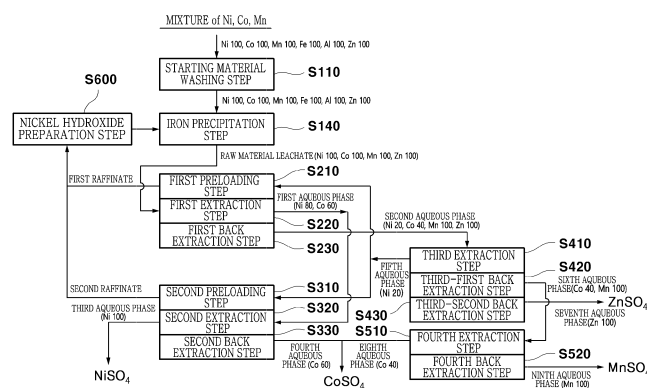 MIXTURE of Ni, Co, Mn
Ni 100, Co 100, Mn 100, Fe 100, Al 100, Zn 100
S600
STARTING MATERIAL
WASHING STEP
S110
Ni 100, Co 100, Mn 100, Fe 100, Al 100, Zn 100
NICKEL HYDROXIDE
PREPARATION STEP
IRON PRECIPITATION
STEP
S140
RAW MATERIAL LEACHATE(Ni 100, Co 100, Mn 100, Zn 100)
S210
FIRST RAFFINATE
FIRST PRELOADING
STEP
FIRST AQUEOUS PHASE
(Ni 80, Co 60)
FIRST EXTRACTION
STEP
S220
SECOND AQUEOUS PHASE
(Ni 20, Co 40, Mn 100, Zn 100)
FIRST BACK
EXTRACTION STEP
S230
S410
THIRD EXTRACTION
STEP
S420
FIFTH
AQUEOUS
PHASE
(Ni 20)
THIRD-FIRST BACK
EXTRACTION STEP
SIXTH AQUEOUS
PHASE(Co 40, Mn 100)
SECOND RAFFINATE
S310
SECOND PRELOADING
STEP
S430
THIRD-SECOND BACK
EXTRACTION STEP
ZnSO4
THIRD AQUEOUS PHASE
(Ni 100)
S320
SECOND EXTRACTION
STEP
SEVENTH AQUEOUS
PHASE(Zn 100)
S330
S510
SECOND BACK
EXTRACTION STEP
FOURTH
AQUEOUS
PHASE (Co 60)
EIGHTH
AQUEOUS
PHASE (Co 40)
FOURTH EXTRACTION
STEP
S520
FOURTH BACK
EXTRACTION STEP
MnSO
NINTH AQUEOUS
PHASE (Mn 100)
NiSO4
CoSO4